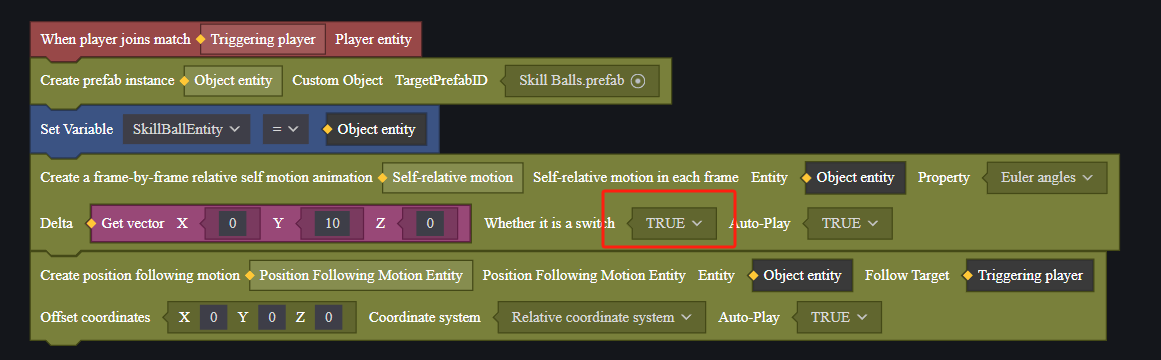 When player joins match Triggering player Player entity
Create prefab instance Object entity Custom Object TargetPrefabID Skill Balls.prefab
Set Variable SkillBallEntity = Object entity
Create a frame-by-frame relative self motion animation Self-relative motion Self-relative motion in each frame Entity Object entity Property Euler angles
Delta Get vector X 0 Y 10 Z 0 Whether it is a switch TRUE Auto-Play TRUE
Create position following motion Position Following Motion Entity Position Following Motion Entity Entity Object entity Follow Target Triggering player
Offset coordinates X 0 Y 0 Z 0 Coordinate system Relative coordinate system Auto-Play TRUE